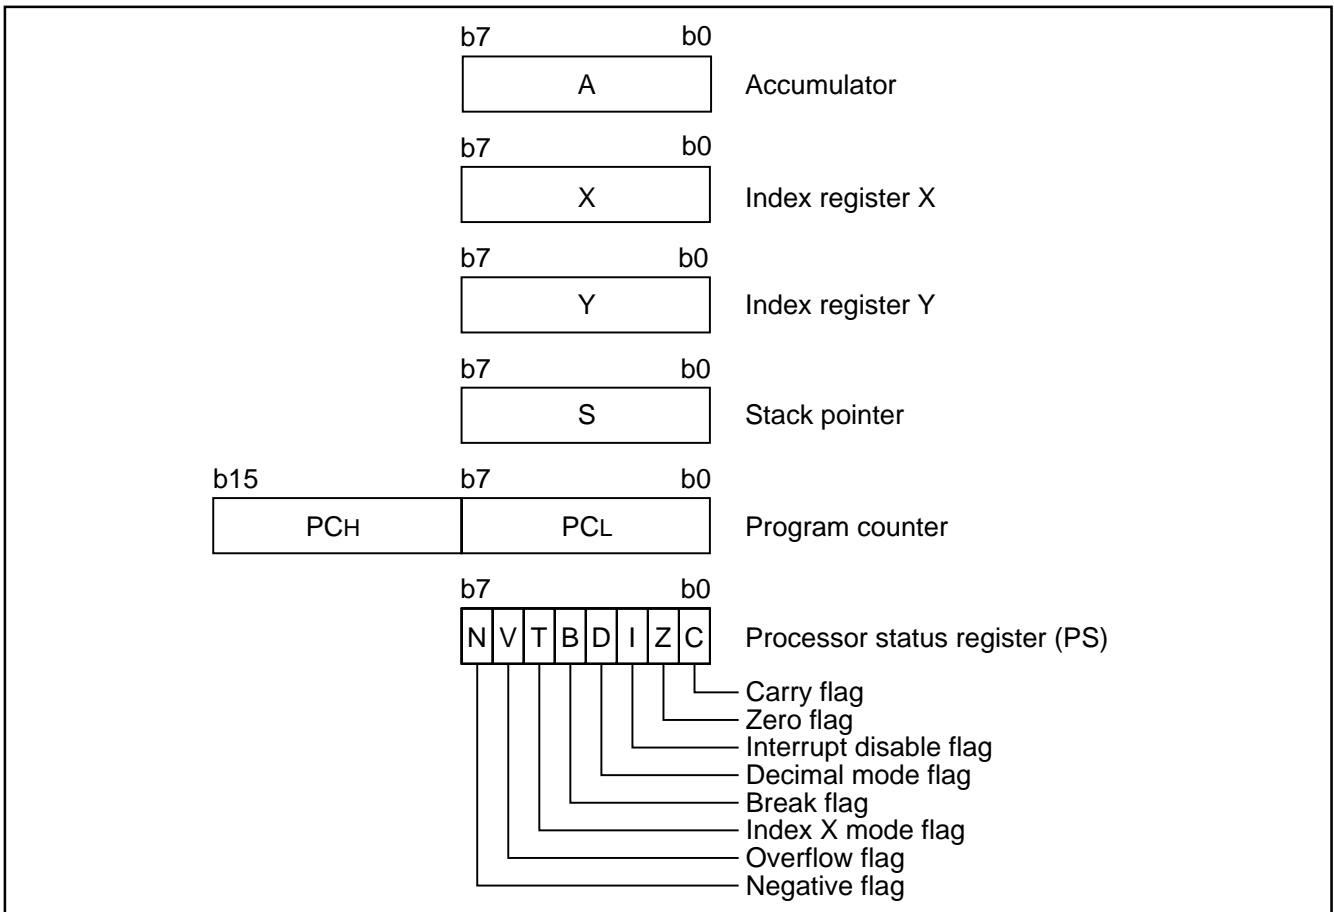 b7 b0
A Accumulator
b7 b0
X Index register X
b7 b0
Y Index register Y
b7 b0
S Stack pointer
b15 b7 b0
PCH PCL Program counter
b7 b0
N V T B D I Z C Processor status register (PS)
Carry flag
Zero flag
Interrupt disable flag
Decimal mode flag
Break flag
Index X mode flag
Overflow flag
Negative flag